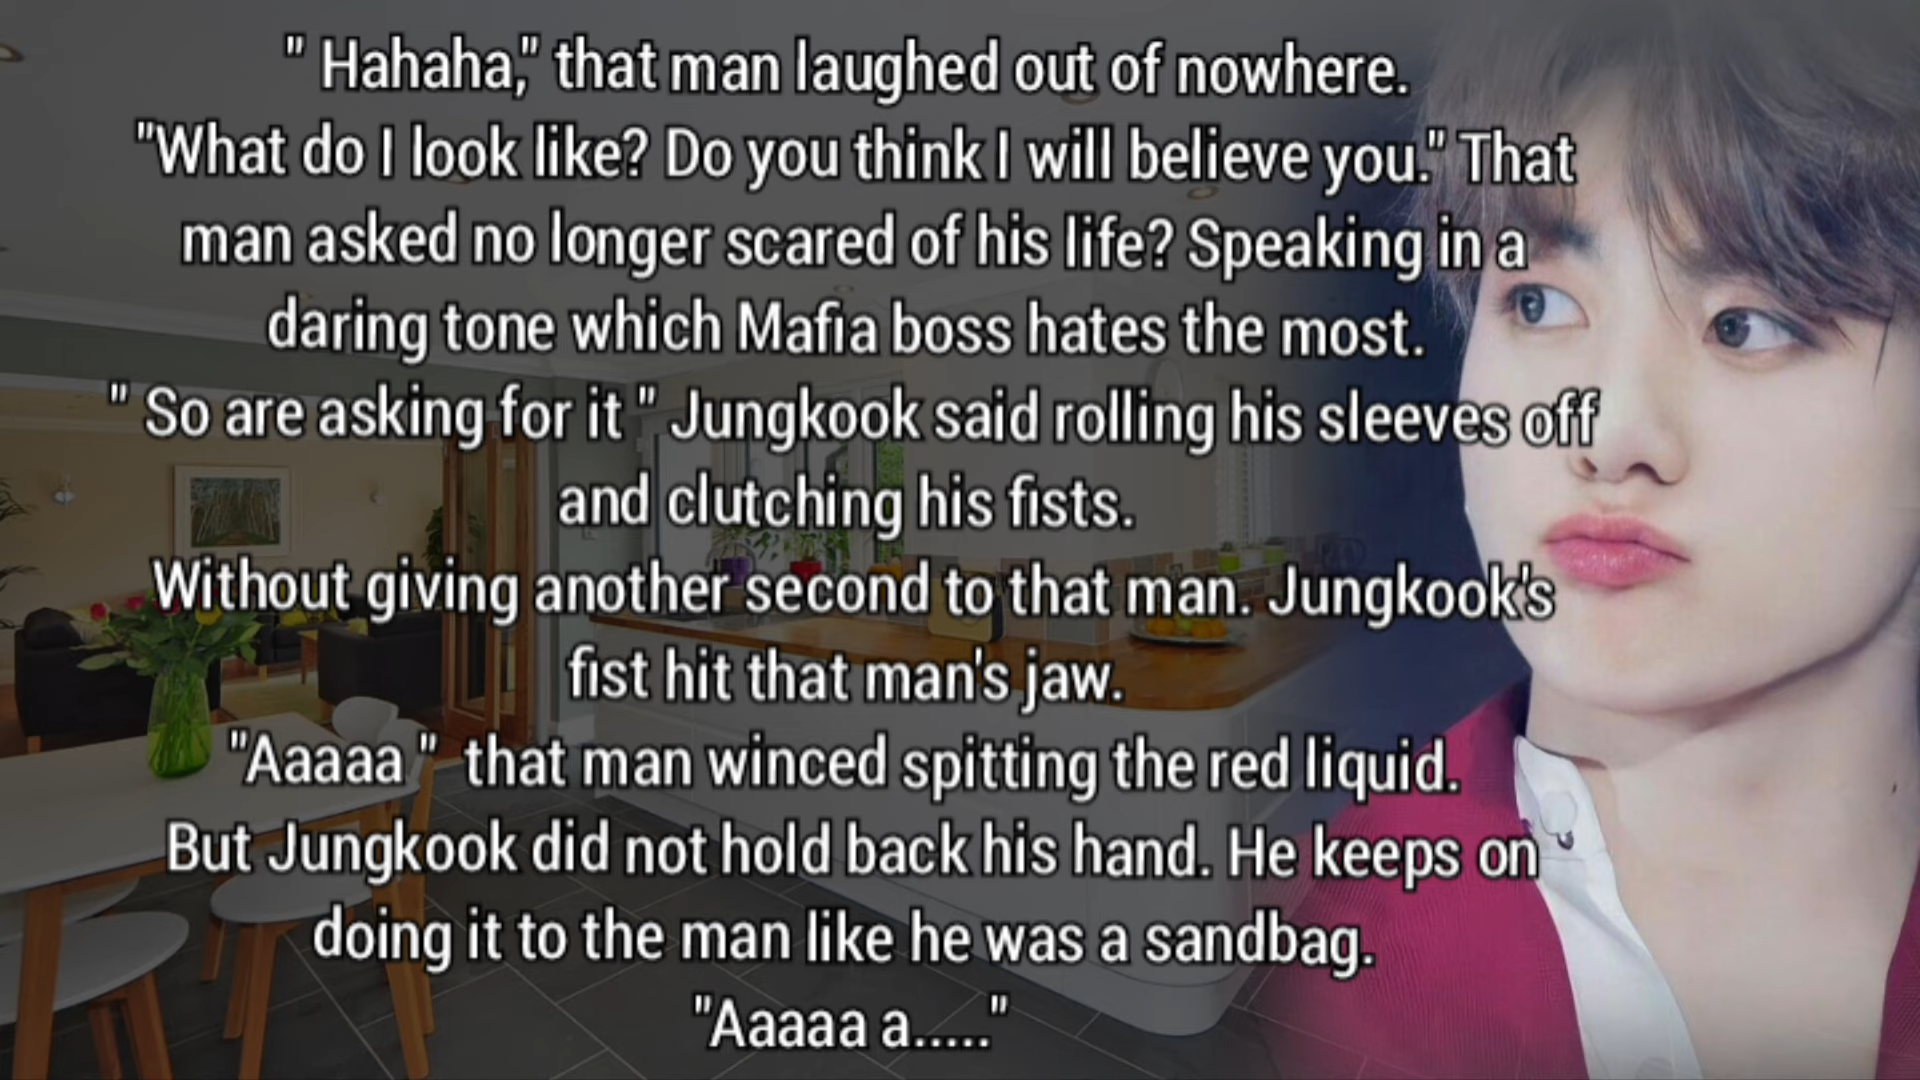 " Hahaha," that man laughed out of nowhere.
"What do I look like? Do you think I will believe you." That
man asked no longer scared of his life? Speaking in a
daring tone which Mafia boss hates the most.
" So are asking for it " Jungkook said rolling his sleeves off
and clutching his fists.
Without giving another second to that man. Jungkook's
fist hit that man's jaw.
"Aaaaa " that man winced spitting the red liquid.
But Jungkook did not hold back his hand. He keeps on
doing it to the man like he was a sandbag.
"Aaaaa a....."